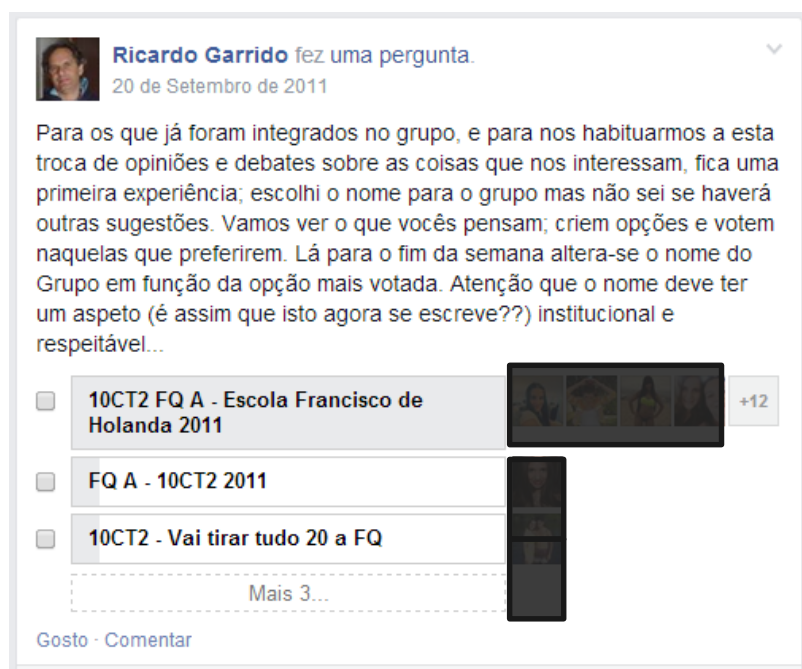 Ricardo Garrido fez uma pergunta.
20 de Setembro de 2011
Para os que já foram integrados no grupo, e para nos habituarmos a esta
troca de opiniões e debates sobre as coisas que nos interessam, fica uma
primeira experiência; escolhi o nome para o grupo mas não sei se haverá
outras sugestões. Vamos ver o que vocês pensam; criem opções e votem
naquelas que preferirem. Lá para o fim da semana altera-se o nome do
Grupo em função da opção mais votada. Atenção que o nome deve ter
um aspeto (é assim que isto agora se escreve??) institucional e
respeitável...
10CT2 FQ A - Escola Francisco de
Holanda 2011
+12
FQ A - 10CT2 2011
10CT2 - Vai tirar tudo 20 a FQ
Mais 3...
Gosto · Comentar